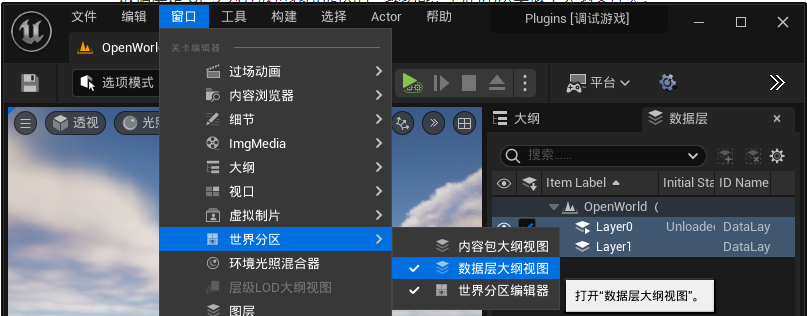 文件 编辑 窗口 工具 构建 选择 Actor 帮助 Plugins [调试游戏]
OpenWorld
选项模式
平台
透视
光照
关卡编辑器
过场动画
内容浏览器
细节
ImgMedia
大纲
视口
虚拟制片
世界分区
环境光照混合器
层级LOD大纲视图
图层
内容包大纲视图
数据层大纲视图
世界分区编辑器
打开“数据层大纲视图”。
大纲 数据层
搜索......
Item Label Initial Sta ID Name
OpenWorld (
Layer0 Unloade DataLay
Layer1 DataLay